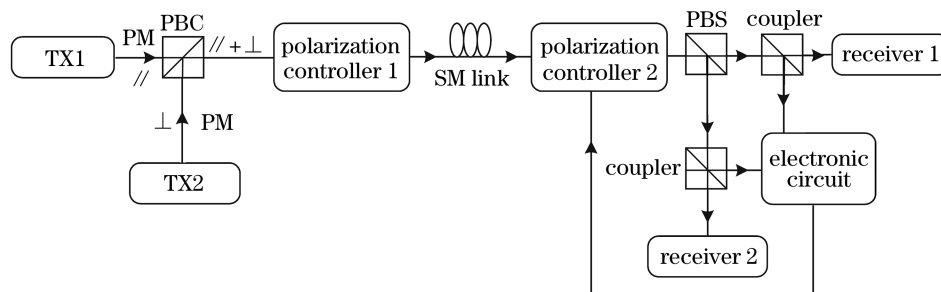 TX1
PM
//
PBC
// + ⊥
polarization
controller 1
SM link
polarization
controller 2
PBS
coupler
receiver 1
⊥
PM
TX2
coupler
electronic
circuit
receiver 2